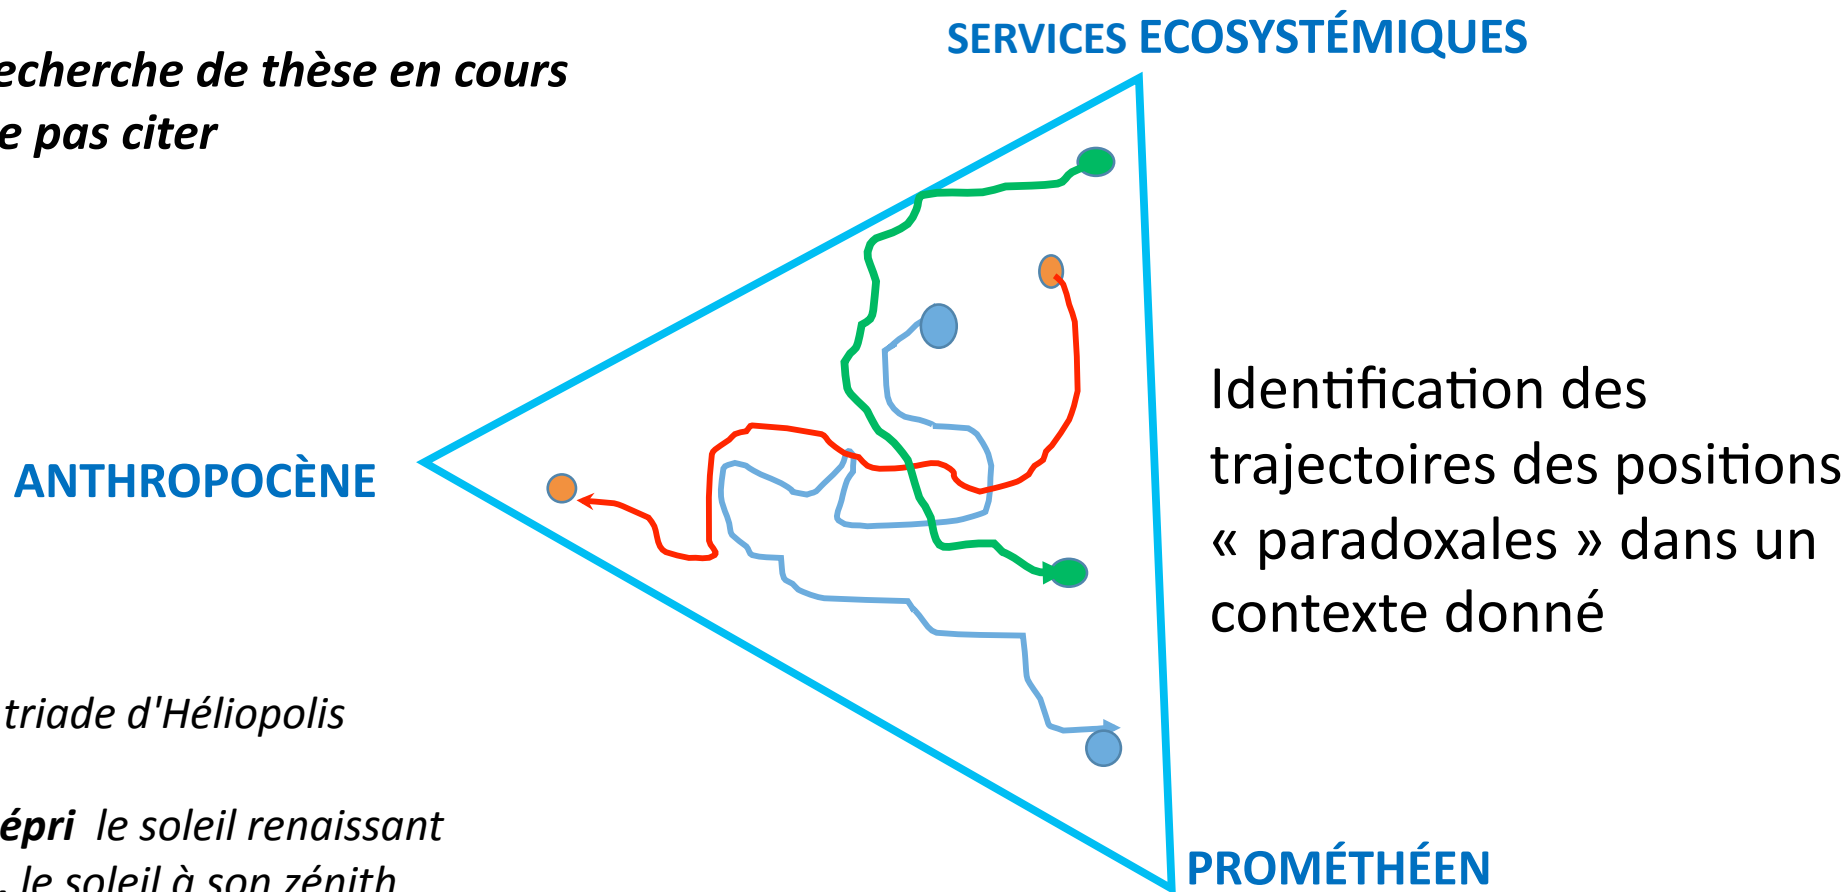 SERVICES ECOSYSTÉMIQUES
echerche de thèse en cours
e pas citer
Identification des
trajectoires des positions
« paradoxales » dans un
contexte donné
ANTHROPOCÈNE
triade d'Héliopolis
épri le soleil renaissant
le soleil à son zénith
PROMÉTHÉEN